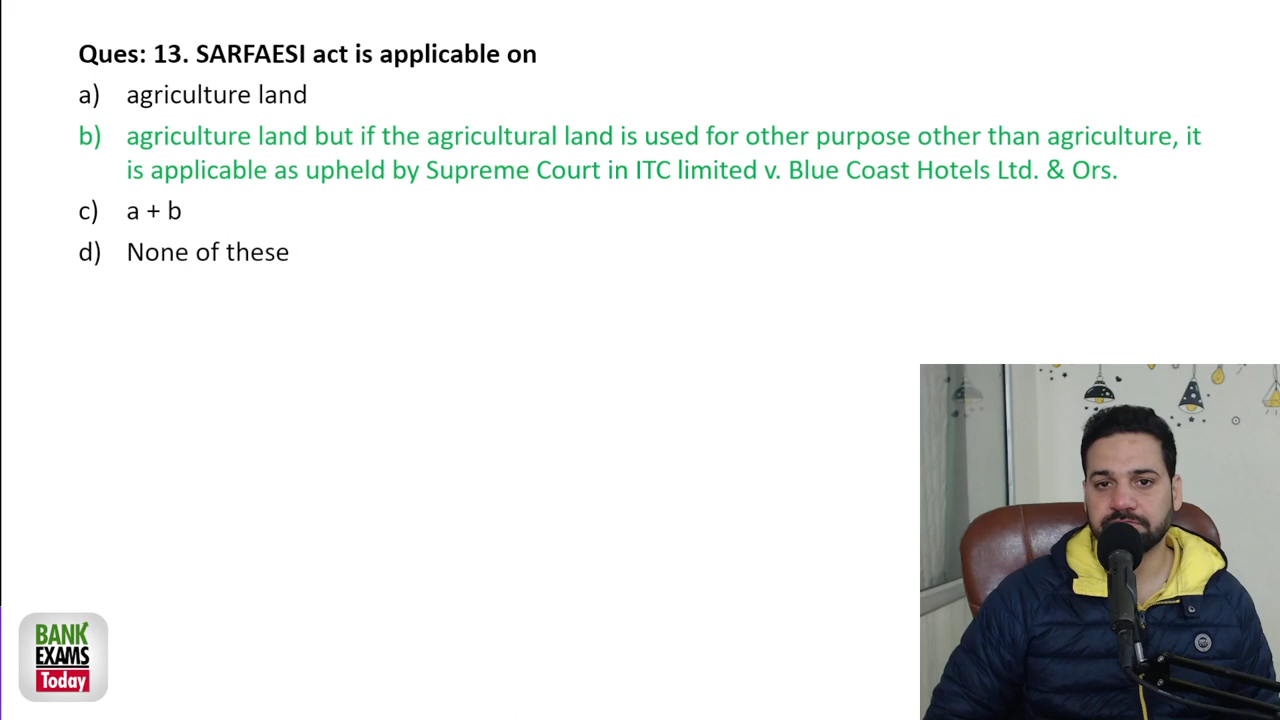 Ques: 13. SARFAESI act is applicable on
a) agriculture land
b) agriculture land but if the agricultural land is used for other purpose other than agriculture, it
is applicable as upheld by Supreme Court in ITC limited v. Blue Coast Hotels Ltd. & Ors.
c) a + b
d) None of these
BANK
EXAMS
Today